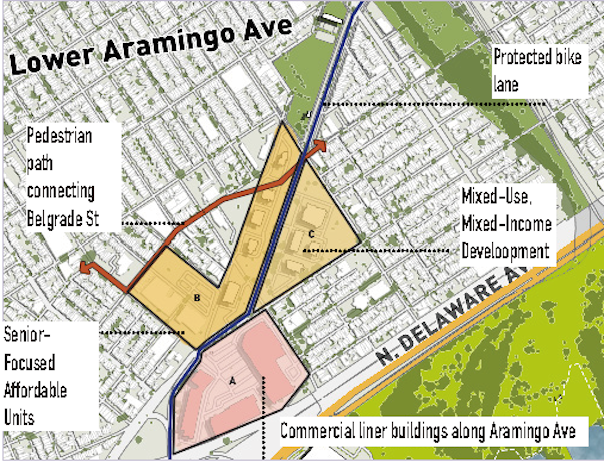 Lower Aramingo Ave
Protected bike
lane
Pedestrian
path
connecting
Belgrade St
Mixed-Use,
Mixed-Income
Develoopment
C
B
A
N. DELAWARE AV
Senior-
Focused
Affordable
Units
Commercial liner buildings along Aramingo Ave